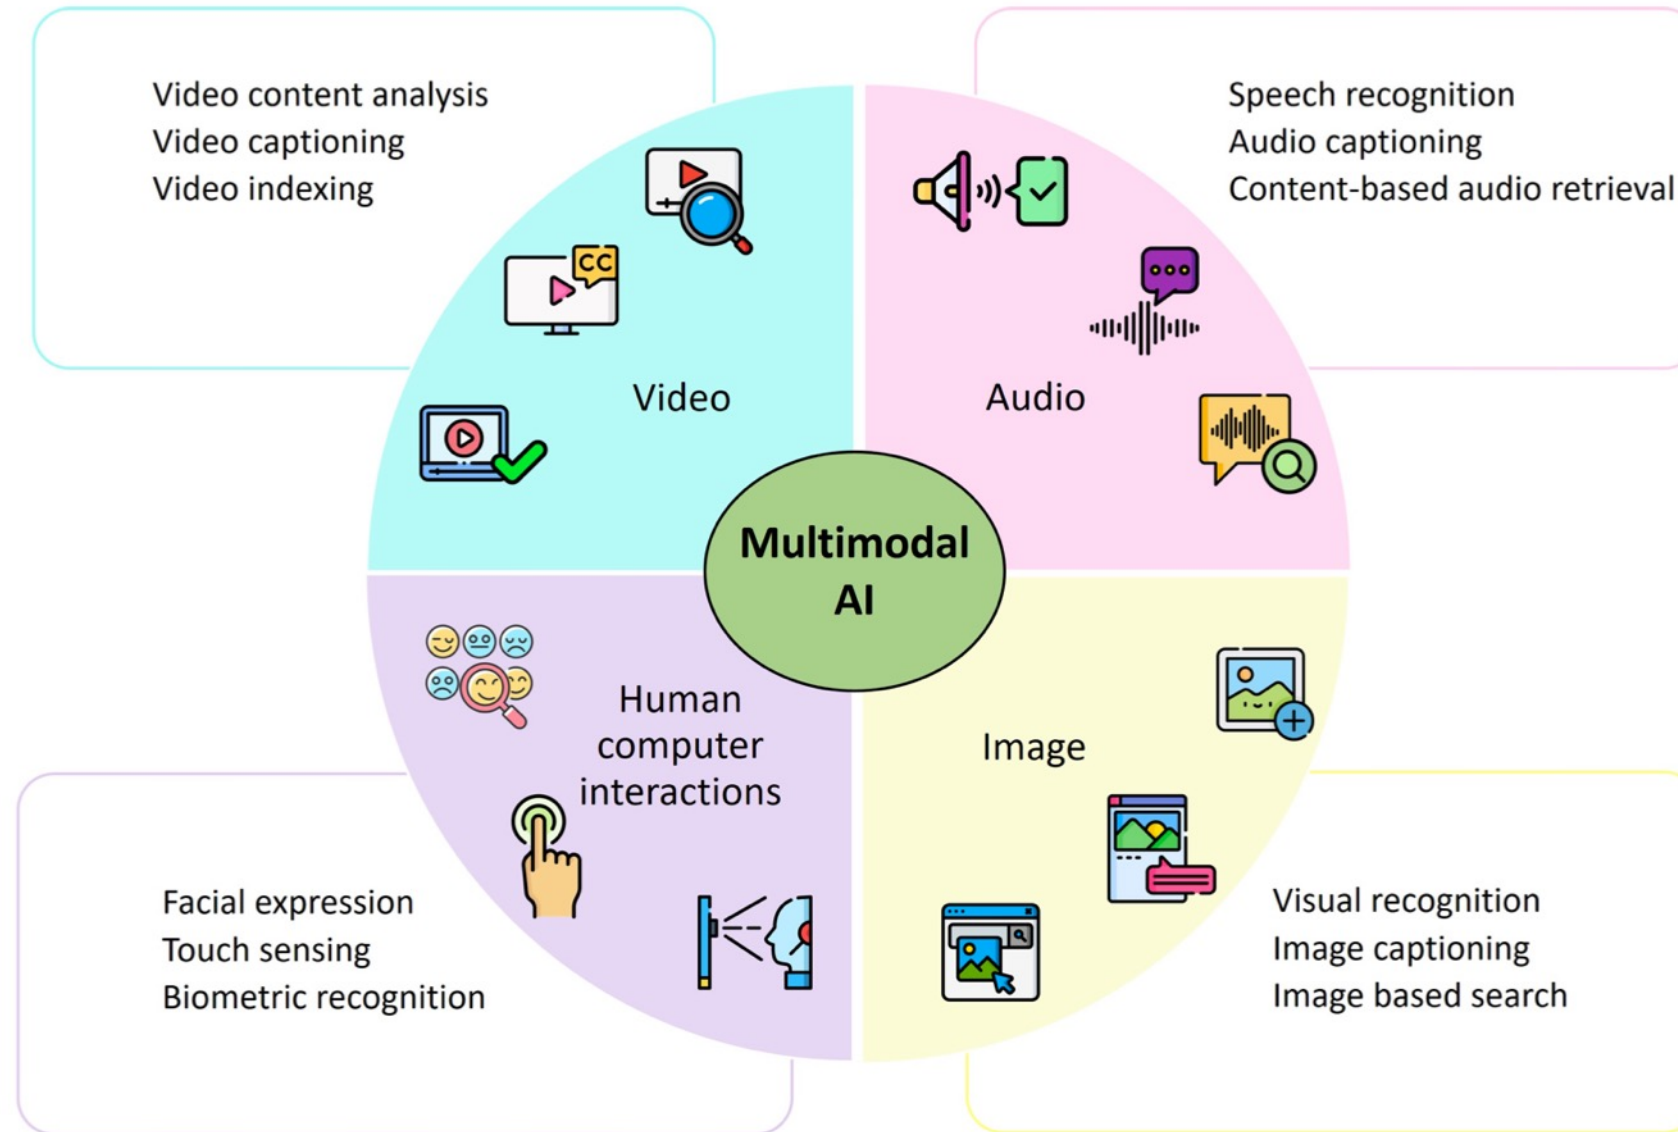 Video content analysis
Video captioning
Video indexing
Speech recognition
Audio captioning
Content-based audio retrieval
CC
Video
Audio
Multimodal
AI
Human
computer
interactions
Image
Facial expression
Touch sensing
Biometric recognition
Visual recognition
Image captioning
Image based search